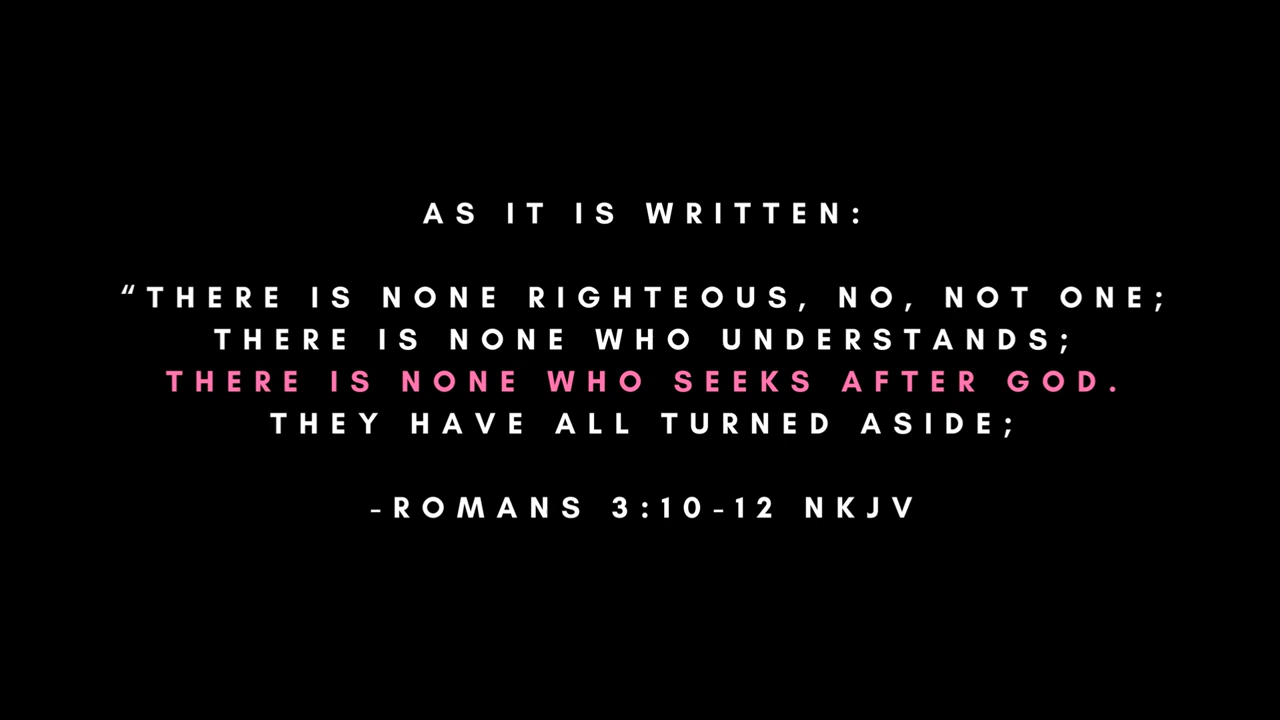 AS IT IS WRITTEN:
“THERE IS NONE RIGHTEOUS, NO, NOT ONE;
THERE IS NONE WHO UNDERSTANDS;
THERE IS NONE WHO SEEKS AFTER GOD.
THEY HAVE ALL TURNED ASIDE;
-ROMANS 3:10-12 NKJV